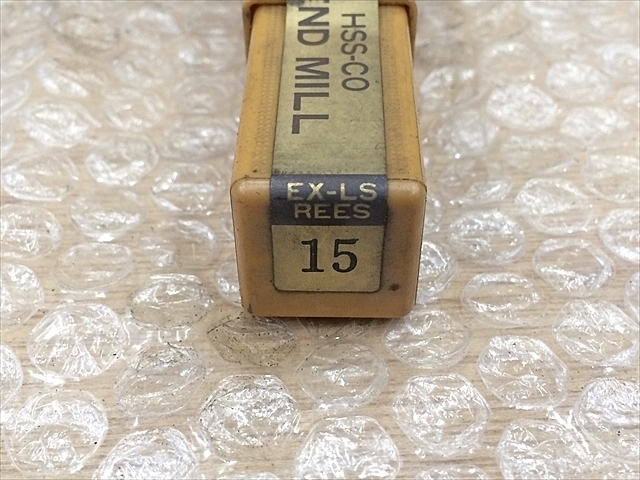 HSS-CO
END MILL
EX-LS
REES
15